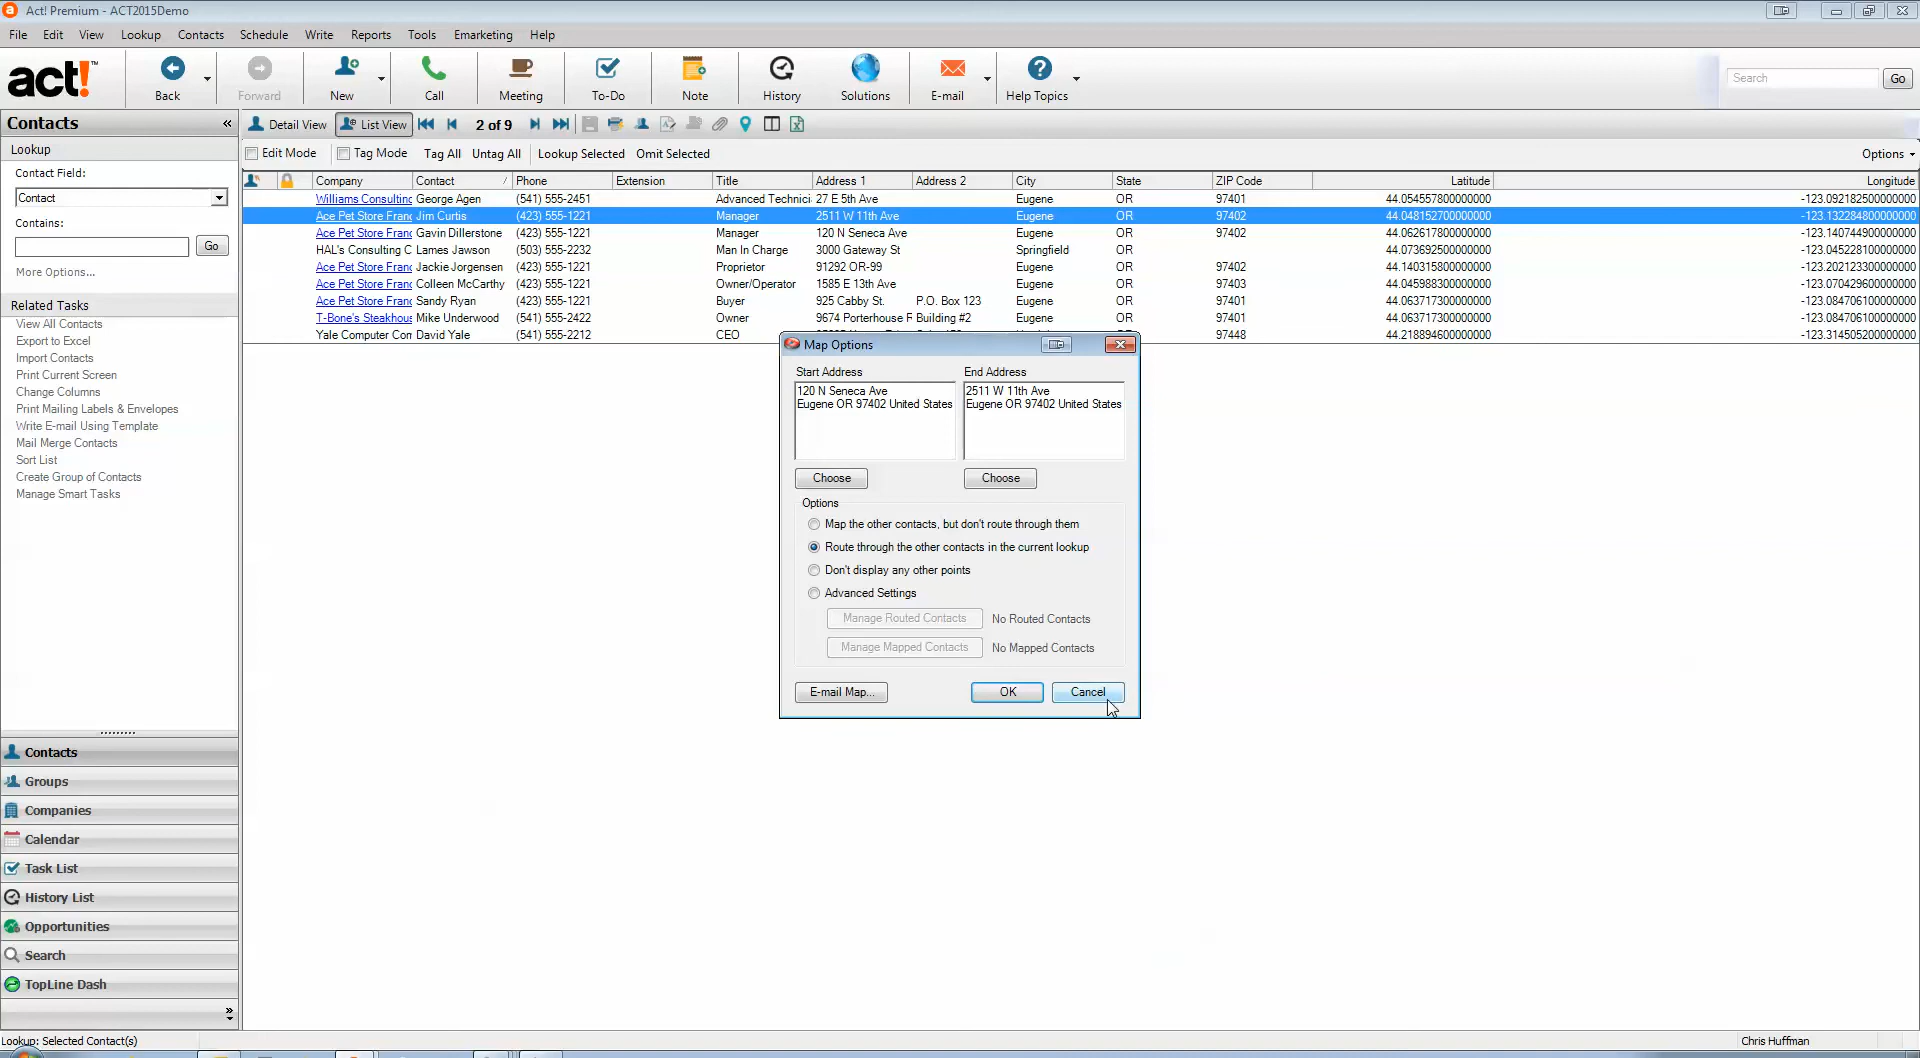 Act! Premium - ACT2015Demo
File Edit View Lookup Contacts Schedule Write Reports Tools Emarketing Help
act!™ Back Forward New Call Meeting To-Do Note History Solutions E-mail Help Topics Search Go
Contacts « Detail View List View 2 of 9
Lookup Edit Mode Tag Mode Tag All Untag All Lookup Selected Omit Selected Options
Contact Field:
Contact
Contains:
Go
More Options...
Related Tasks
View All Contacts
Export to Excel
Import Contacts
Print Current Screen
Change Columns
Print Mailing Labels & Envelopes
Write E-mail Using Template
Mail Merge Contacts
Sort List
Create Group of Contacts
Manage Smart Tasks
Contacts
Groups
Companies
Calendar
Task List
History List
Opportunities
Search
TopLine Dash
Company Contact Phone Extension Title Address 1 Address 2 City State ZIP Code Latitude Longitude
Williams Consulting George Agen (541) 555-2451 Advanced Technici 27 E 5th Ave Eugene OR 97401 44.054557800000000 -123.092182500000000
Ace Pet Store Franc Jim Curtis (423) 555-1221 Manager 2511 W 11th Ave Eugene OR 97402 44.048152700000000 -123.132284800000000
Ace Pet Store Franc Gavin Dillerstone (423) 555-1221 Manager 120 N Seneca Ave Eugene OR 97402 44.062617800000000 -123.140744900000000
HAL's Consulting C Lames Jawson (503) 555-2232 Man In Charge 3000 Gateway St Springfield OR 44.073692500000000 -123.045228100000000
Ace Pet Store Franc Jackie Jorgensen (423) 555-1221 Proprietor 91292 OR-99 Eugene OR 97402 44.140315800000000 -123.202123300000000
Ace Pet Store Franc Colleen McCarthy (423) 555-1221 Owner/Operator 1585 E 13th Ave Eugene OR 97403 44.045988300000000 -123.070429600000000
Ace Pet Store Franc Sandy Ryan (423) 555-1221 Buyer 925 Cabby St. P.O. Box 123 Eugene OR 97401 44.063717300000000 -123.084706100000000
T-Bone's Steakhous Mike Underwood (541) 555-2422 Owner 9674 Porterhouse R Building #2 Eugene OR 97401 44.063717300000000 -123.084706100000000
Yale Computer Con David Yale (541) 555-2212 CEO OR 97448 44.218894600000000 -123.314505200000000
Map Options
Start Address End Address
120 N Seneca Ave 2511 W 11th Ave
Eugene OR 97402 United States Eugene OR 97402 United States
Choose Choose
Options
Map the other contacts, but don't route through them
Route through the other contacts in the current lookup
Don't display any other points
Advanced Settings
Manage Routed Contacts No Routed Contacts
Manage Mapped Contacts No Mapped Contacts
E-mail Map... OK Cancel
Lookup: Selected Contact(s) Chris Huffman